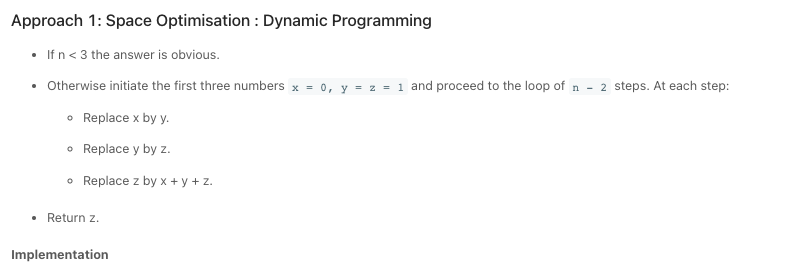 Approach 1: Space Optimisation : Dynamic Programming
• If n < 3 the answer is obvious.
• Otherwise initiate the first three numbers x = 0, y = z = 1 and proceed to the loop of n - 2 steps. At each step:
◦ Replace x by y.
◦ Replace y by z.
◦ Replace z by x + y + z.
• Return z.
Implementation